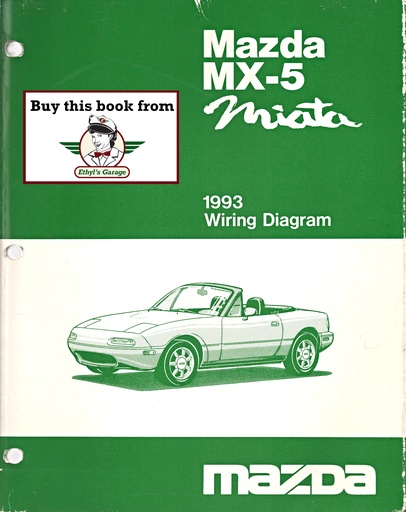 Mazda
MX-5
Miata
Buy this book from
Ethyl's Garage
1993
Wiring Diagram
mazda